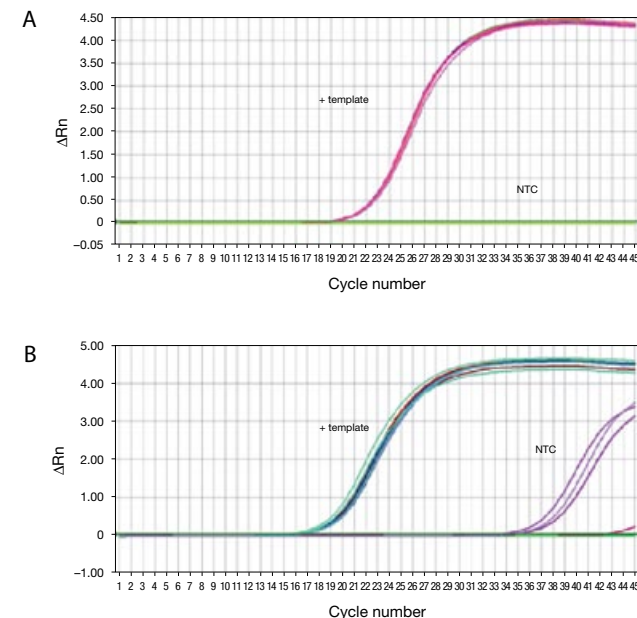 A
4.50
4.00
3.50
3.00
2.50
2.00
1.50
1.00
0.50
0
−0.05
ΔRn
+ template
NTC
1 2 3 4 5 6 7 8 9 10 11 12 13 14 15 16 17 18 19 20 21 22 23 24 25 26 27 28 29 30 31 32 33 34 35 36 37 38 39 40 41 42 43 44 45
Cycle number
B
5.00
4.00
3.00
2.00
1.00
0
−1.00
ΔRn
+ template
NTC
1 2 3 4 5 6 7 8 9 10 11 12 13 14 15 16 17 18 19 20 21 22 23 24 25 26 27 28 29 30 31 32 33 34 35 36 37 38 39 40 41 42 43 44 45
Cycle number